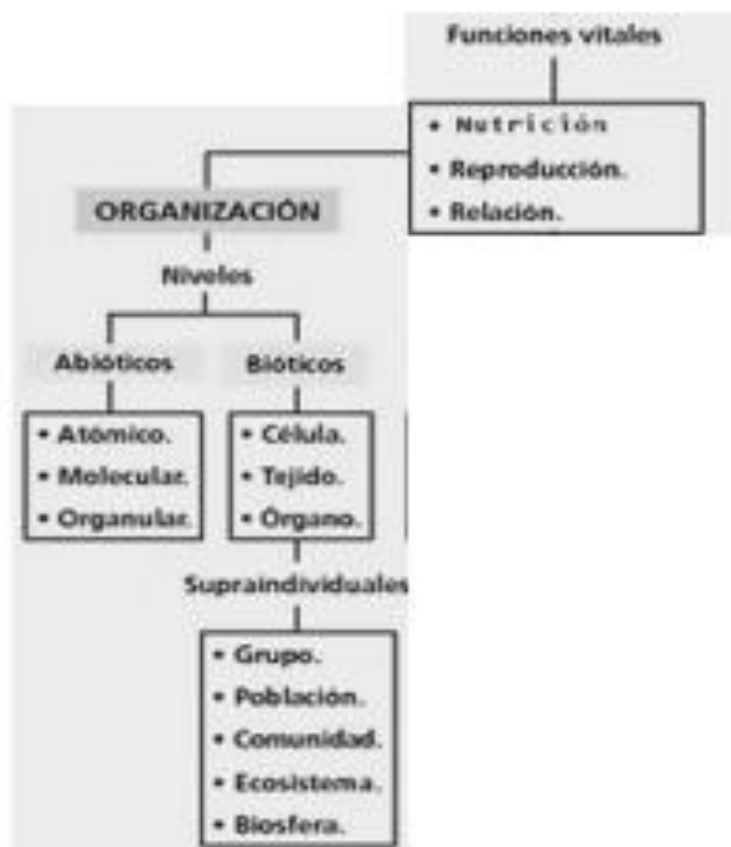 Funciones vitales
• Nutrición
• Reproducción.
• Relación.
ORGANIZACIÓN
Niveles
Abióticos
• Atómico.
• Molecular.
• Organular.
Bióticos
• Célula.
• Tejido.
• Órgano.
Supraindividuales
• Grupo.
• Población.
• Comunidad.
• Ecosistema.
• Biosfera.